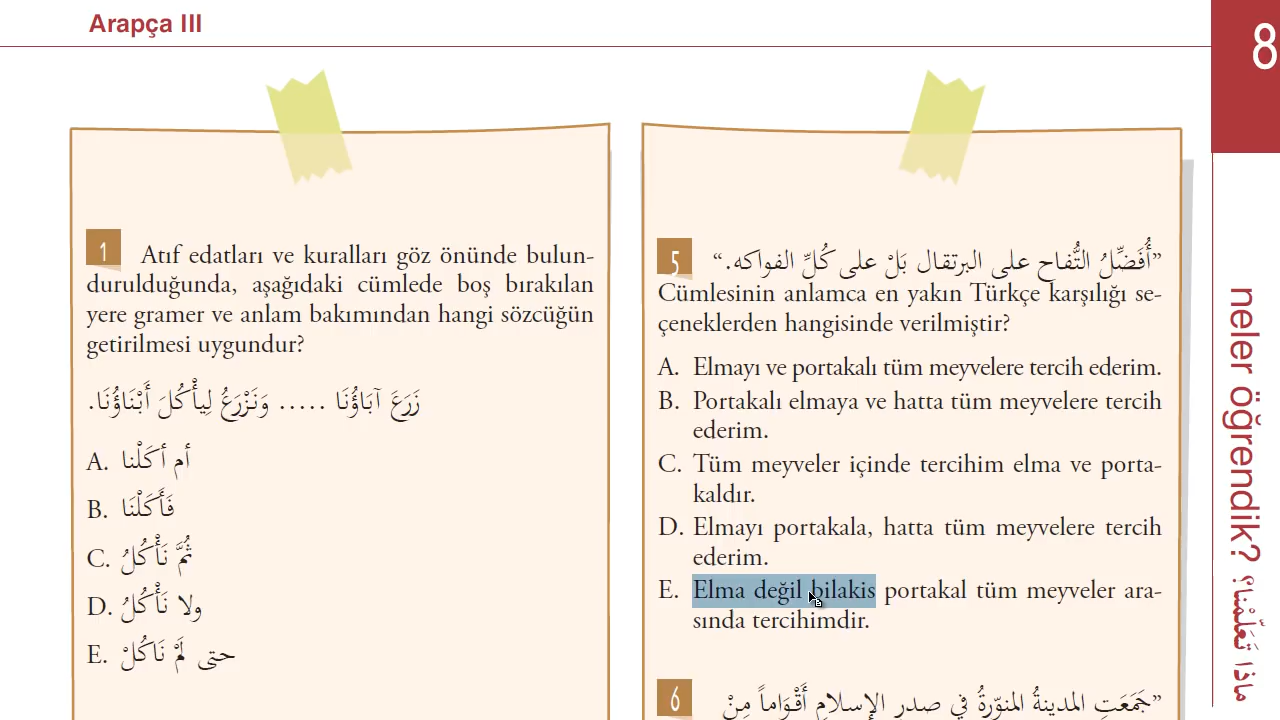 Arapça III
8
1 Atıf edatları ve kuralları göz önünde bulun-
durulduğunda, aşağıdaki cümlede boş bırakılan
yere gramer ve anlam bakımından hangi sözcüğün
getirilmesi uygundur?
زَرَعَ آبَاؤُنَا ..... وَنَزْرَعُ لِيأْكُلَ أَبْنَاؤُنَا.
A. أم أكَلْنا
B. فَأَكَلْنَا
C. ثُمَّ نَأْكُلُ
D. ولا نَأْكُلُ
E. حتى لَمْ نَاكُلْ
5 ”أُفَضِّلُ التُّفاح على البرتقال بَلْ على كُلِّ الفواكه.“
Cümlesinin anlamca en yakın Türkçe karşılığı se-
çeneklerden hangisinde verilmiştir?
A. Elmayı ve portakalı tüm meyvelere tercih ederim.
B. Portakalı elmaya ve hatta tüm meyvelere tercih
ederim.
C. Tüm meyveler içinde tercihim elma ve porta-
kaldır.
D. Elmayı portakala, hatta tüm meyvelere tercih
ederim.
E. Elma değil bilakis portakal tüm meyveler ara-
sında tercihimdir.
6 ”جَمَعَتِ المدينةُ المنوّرةُ في صدر الإسلامِ أَقْوَاماً مِنْ
neler öğrendik? ماذا تَعَلَّمْنا؟